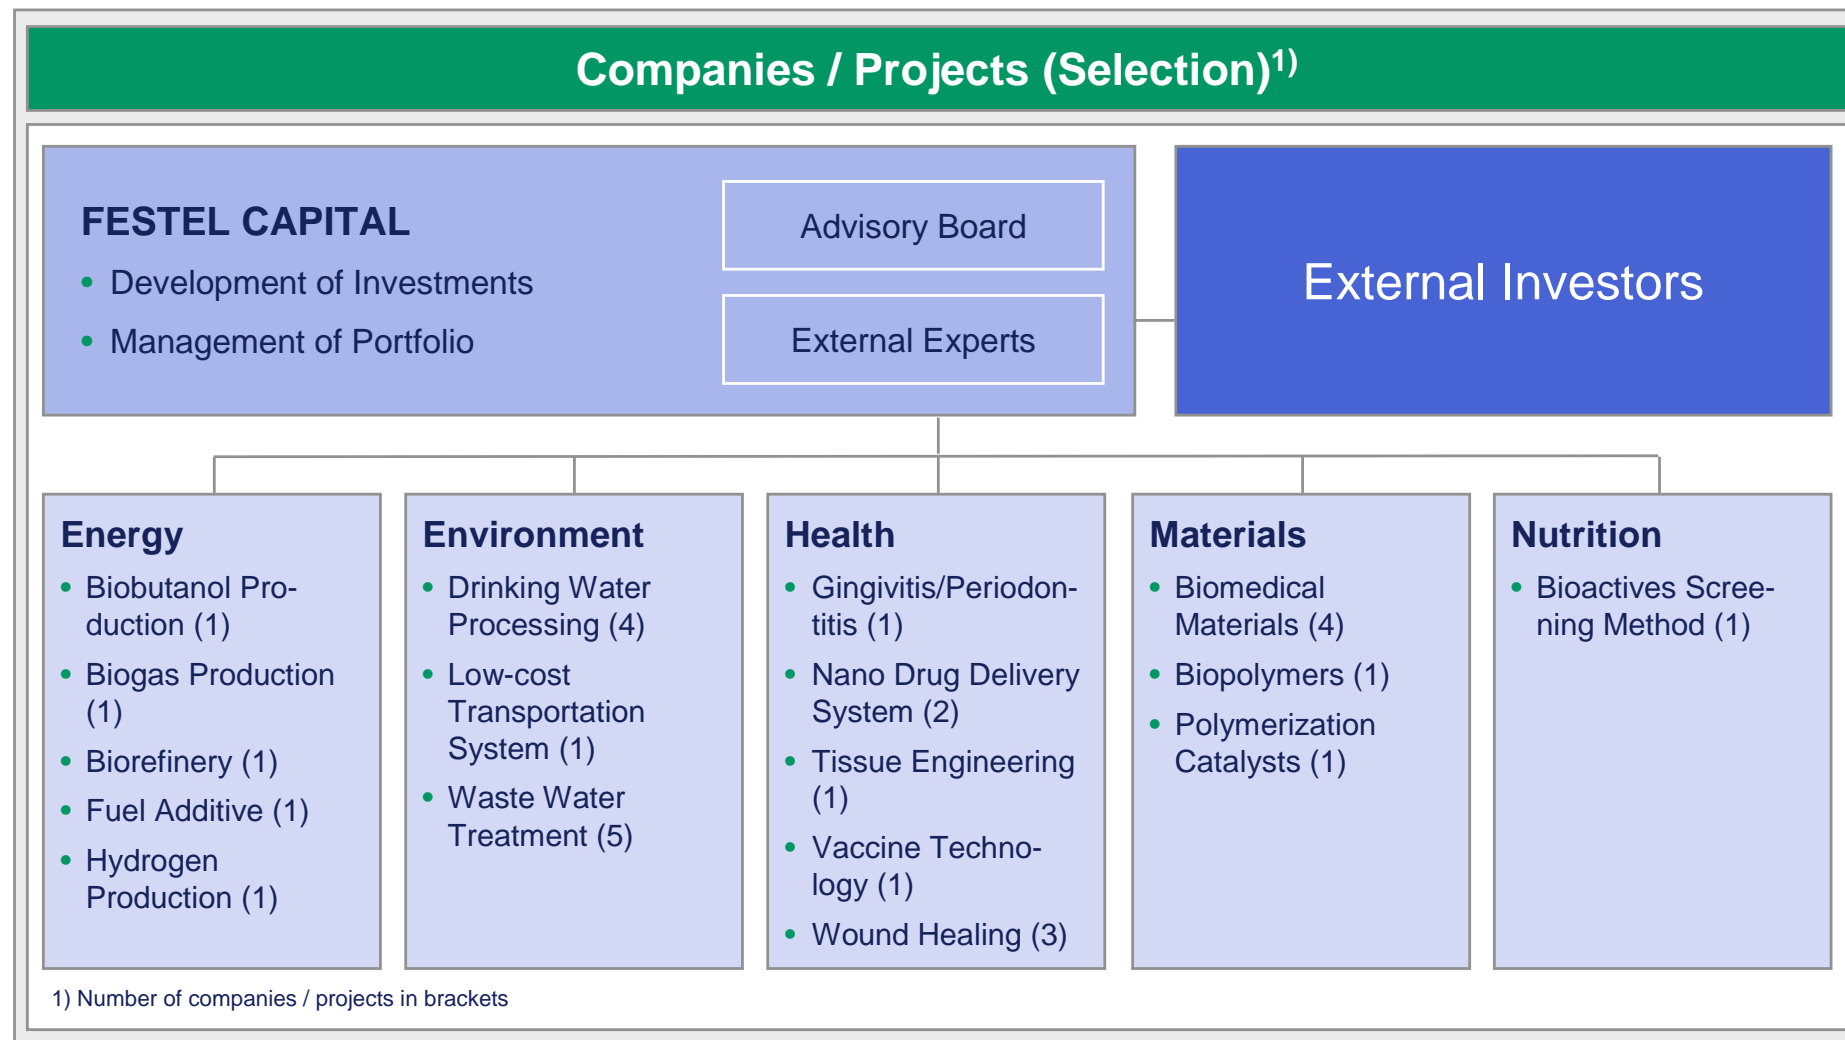 Companies / Projects (Selection)1)
FESTEL CAPITAL
• Development of Investments
• Management of Portfolio
Advisory Board
External Experts
External Investors
Energy
• Biobutanol Pro-
duction (1)
• Biogas Production
(1)
• Biorefinery (1)
• Fuel Additive (1)
• Hydrogen
Production (1)
Environment
• Drinking Water
Processing (4)
• Low-cost
Transportation
System (1)
• Waste Water
Treatment (5)
Health
• Gingivitis/Periodon-
titis (1)
• Nano Drug Delivery
System (2)
• Tissue Engineering
(1)
• Vaccine Techno-
logy (1)
• Wound Healing (3)
Materials
• Biomedical
Materials (4)
• Biopolymers (1)
• Polymerization
Catalysts (1)
Nutrition
• Bioactives Scree-
ning Method (1)
1) Number of companies / projects in brackets